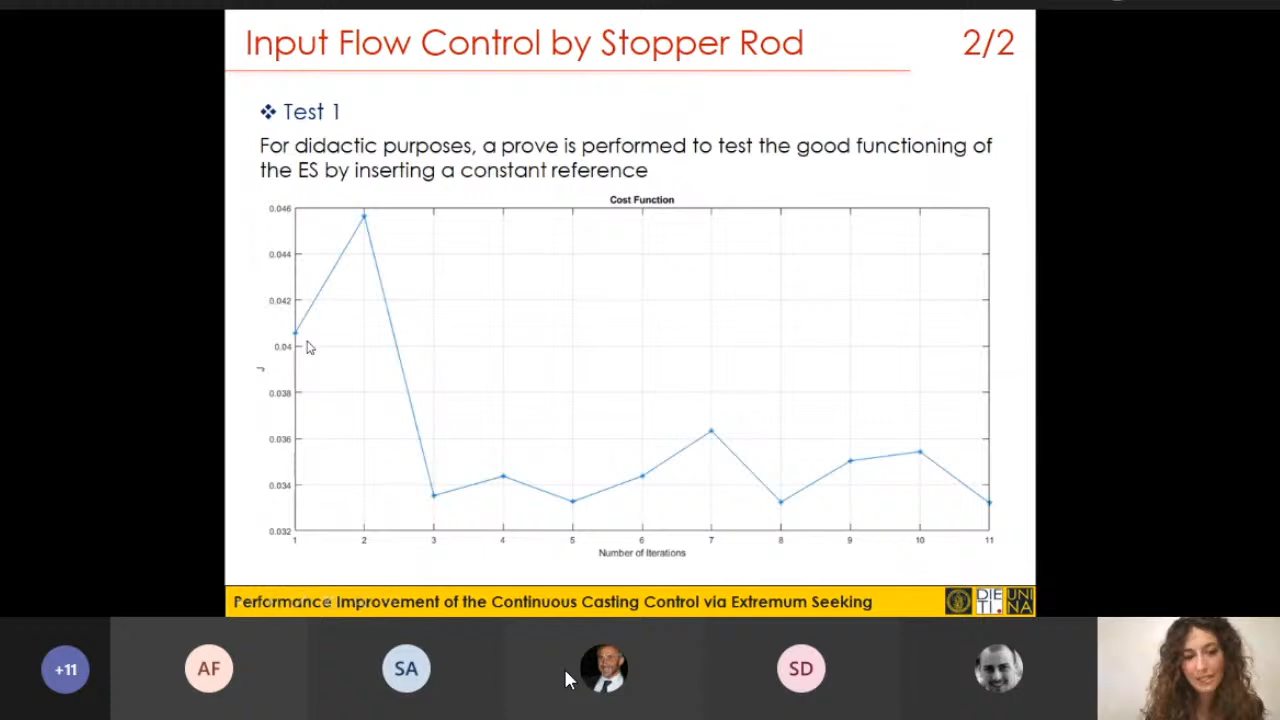 Input Flow Control by Stopper Rod 2/2
❖ Test 1
For didactic purposes, a prove is performed to test the good functioning of
the ES by inserting a constant reference
Cost Function
0.046
0.044
0.042
0.04
0.038
0.036
0.034
0.032
J
1 2 3 4 5 6 7 8 9 10 11
Number of Iterations
Performance Improvement of the Continuous Casting Control via Extremum Seeking
DIE UNI
TI. NA
+11 AF SA SD